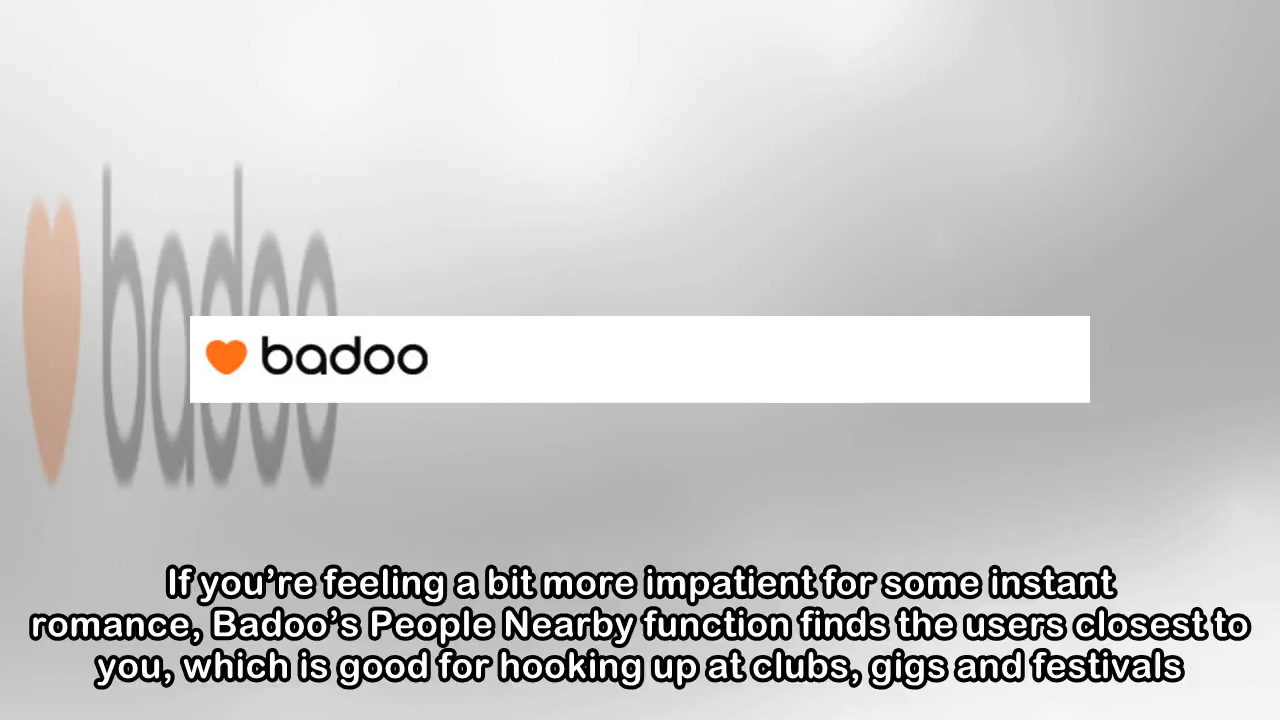 badoo
badoo
If you’re feeling a bit more impatient for some instant
romance, Badoo’s People Nearby function finds the users closest to
you, which is good for hooking up at clubs, gigs and festivals